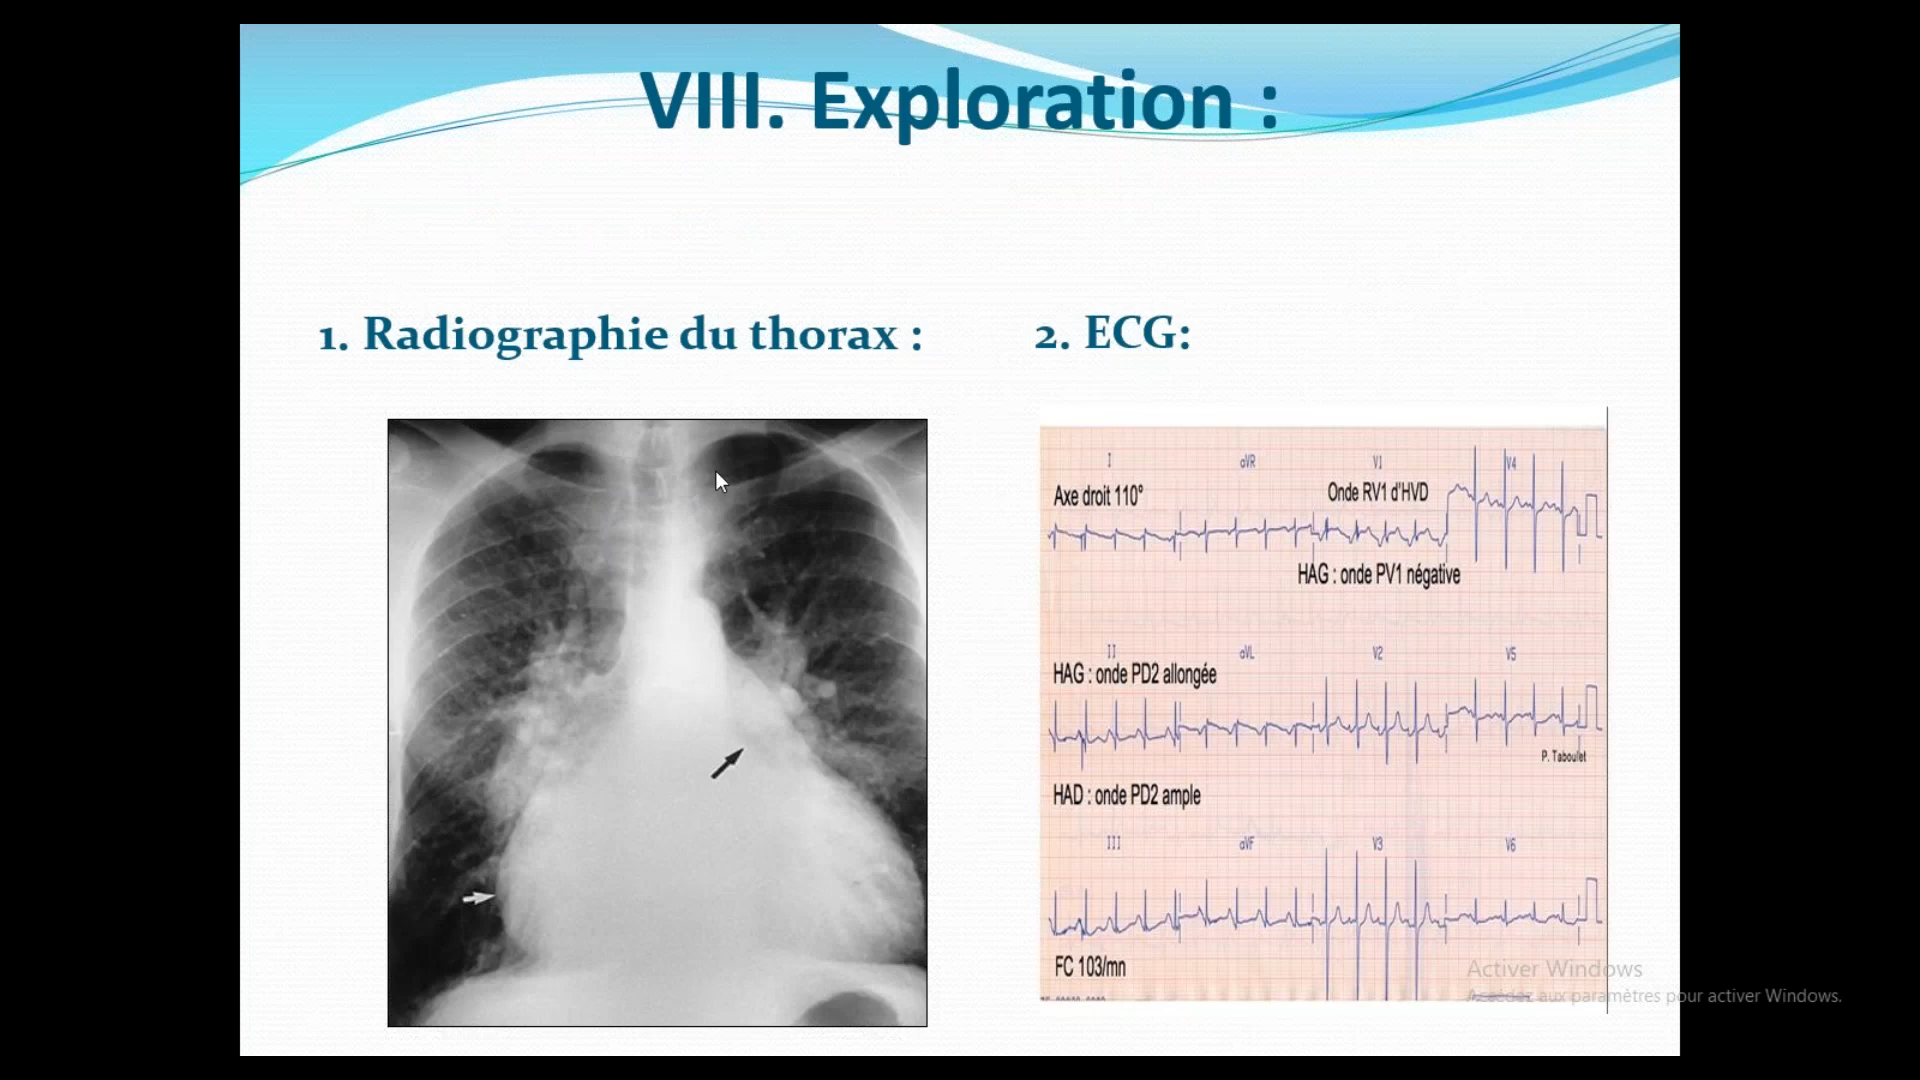 VIII. Exploration :
1. Radiographie du thorax :
2. ECG:
I aVR V1 V4
Axe droit 110°
Onde RV1 d'HVD
HAG : onde PV1 négative
II aVL V2 V5
HAG : onde PD2 allongée
P. Taboulet
HAD : onde PD2 ample
III aVF V3 V6
FC 103/mn
Activer Windows
Accédez aux paramètres pour activer Windows.